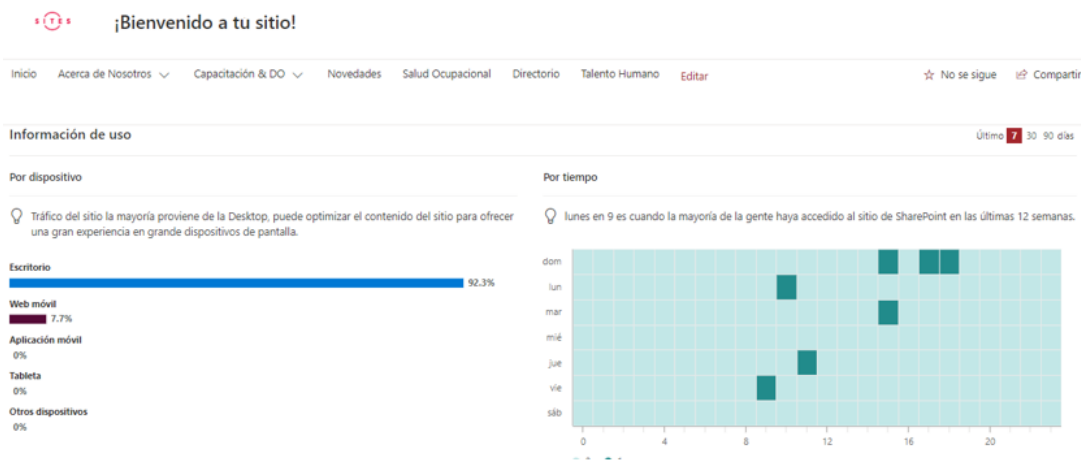 SITES
¡Bienvenido a tu sitio!
Inicio Acerca de Nosotros Capacitación & DO Novedades Salud Ocupacional Directorio Talento Humano Editar No se sigue Compartir
Información de uso
Último 7 30 90 días
Por dispositivo
Tráfico del sitio la mayoría proviene de la Desktop, puede optimizar el contenido del sitio para ofrecer
una gran experiencia en grande dispositivos de pantalla.
Escritorio
92.3%
Web móvil
7.7%
Aplicación móvil
0%
Tableta
0%
Otros dispositivos
0%
Por tiempo
lunes en 9 es cuando la mayoría de la gente haya accedido al sitio de SharePoint en las últimas 12 semanas.
dom
lun
mar
mié
jue
vie
sáb
0 4 8 12 16 20